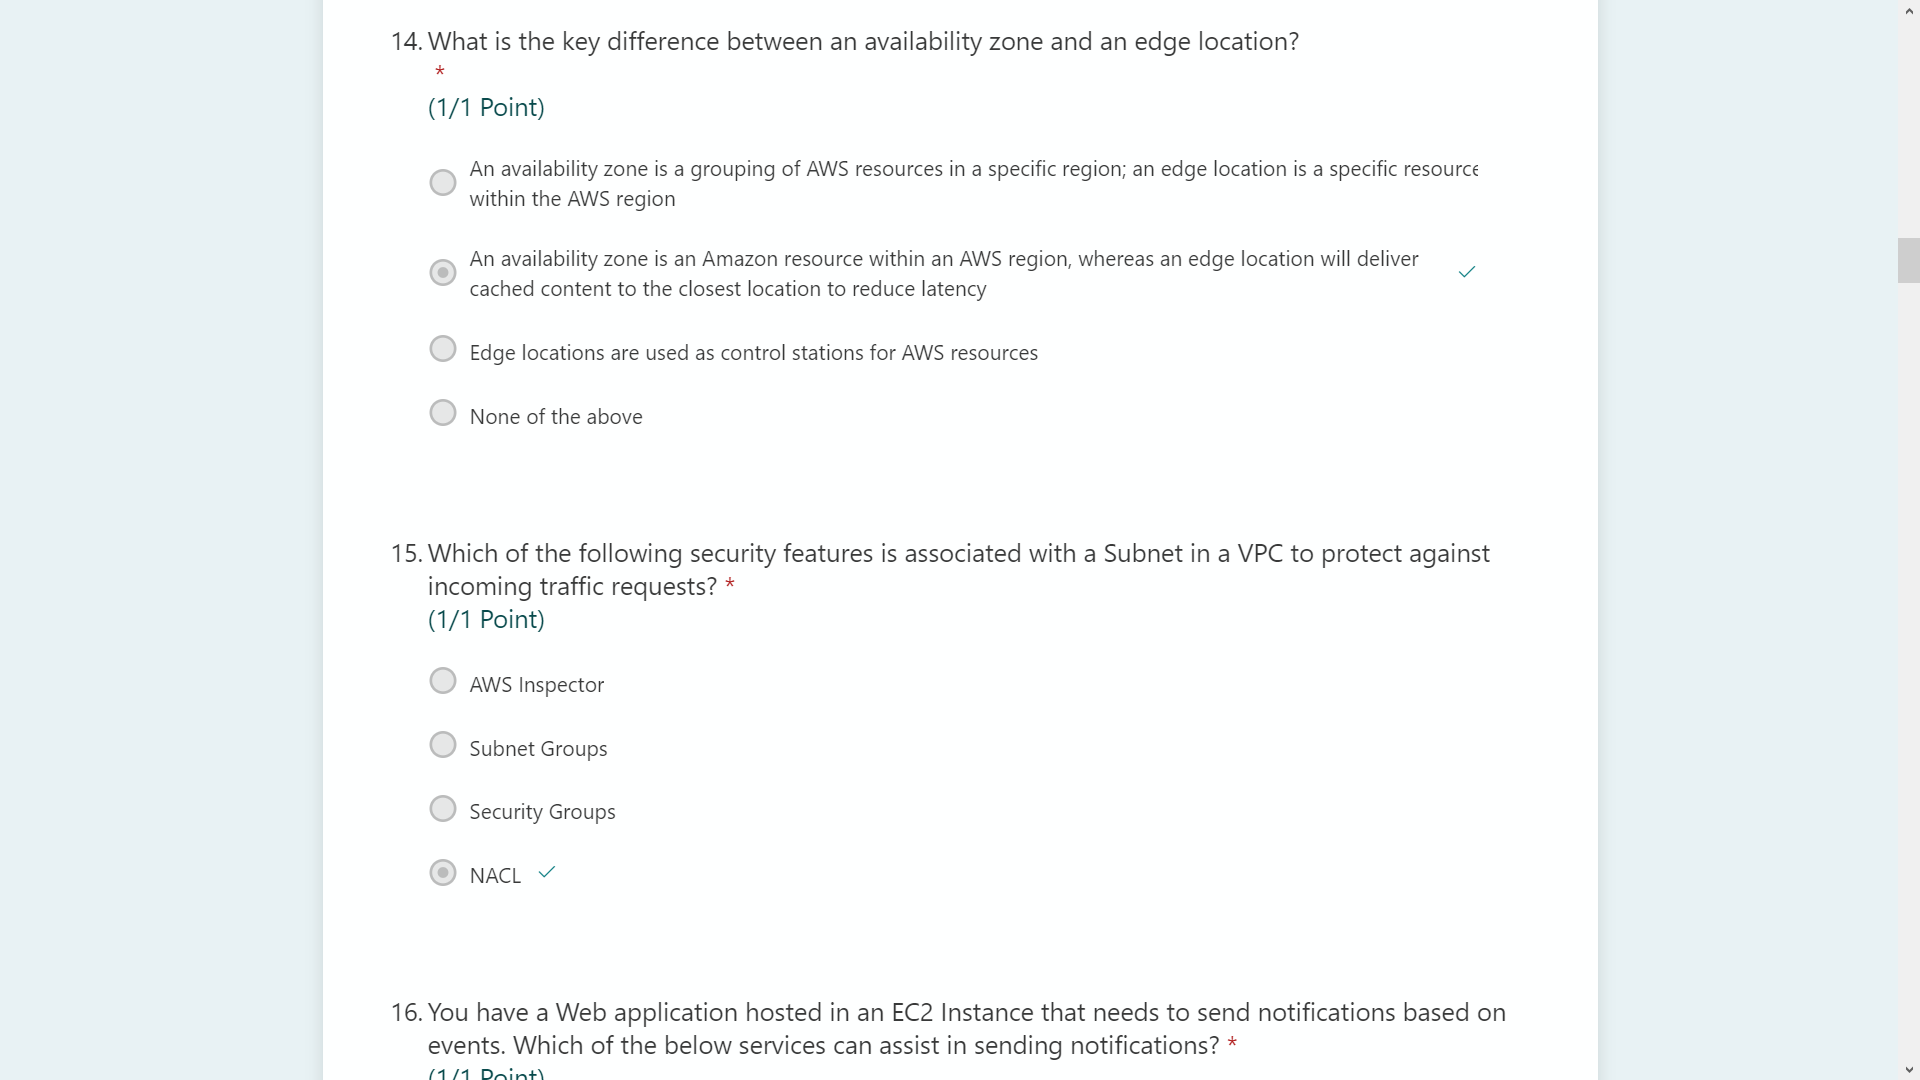 14. What is the key difference between an availability zone and an edge location?
*
(1/1 Point)
An availability zone is a grouping of AWS resources in a specific region; an edge location is a specific resource
within the AWS region
An availability zone is an Amazon resource within an AWS region, whereas an edge location will deliver
cached content to the closest location to reduce latency
Edge locations are used as control stations for AWS resources
None of the above
15. Which of the following security features is associated with a Subnet in a VPC to protect against
incoming traffic requests? *
(1/1 Point)
AWS Inspector
Subnet Groups
Security Groups
NACL
16. You have a Web application hosted in an EC2 Instance that needs to send notifications based on
events. Which of the below services can assist in sending notifications? *
(1/1 Point)